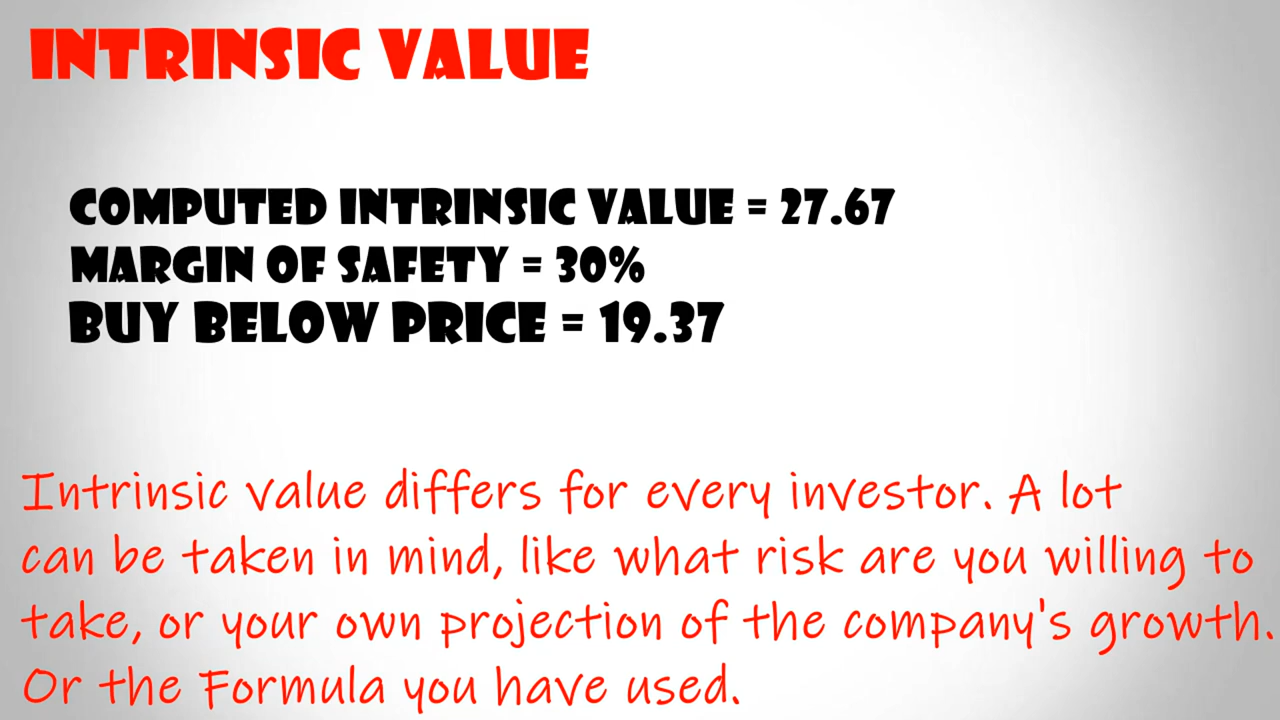 INTRINSIC VALUE
COMPUTED INTRINSIC VALUE = 27.67
MARGIN OF SAFETY = 30%
BUY BELOW PRICE = 19.37
Intrinsic value differs for every investor. A lot
can be taken in mind, like what risk are you willing to
take, or your own projection of the company's growth.
Or the Formula you have used.